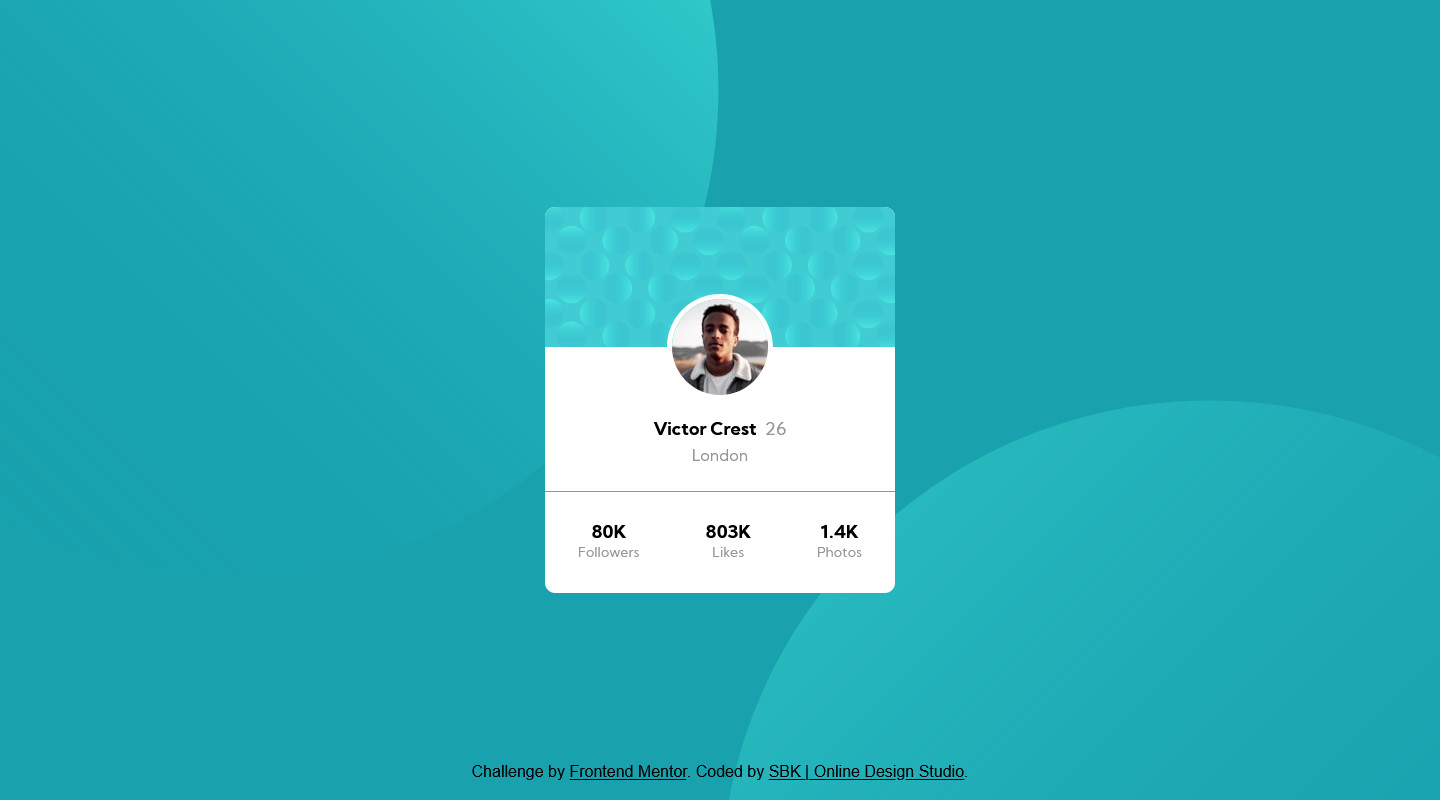 Victor Crest 26
London
80K 803K 1.4K
Followers Likes Photos
Challenge by Frontend Mentor. Coded by SBK | Online Design Studio.